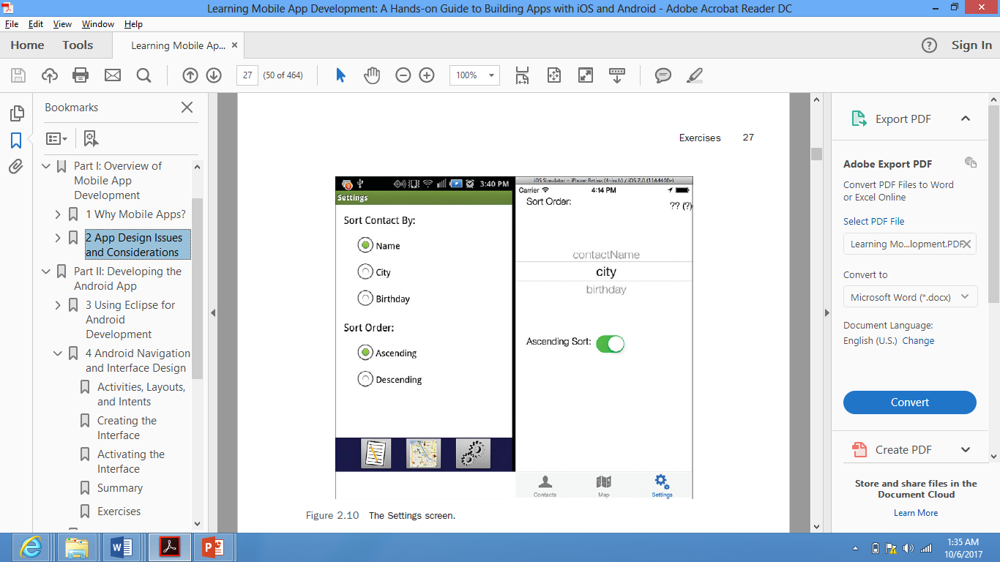 Learning Mobile App Development: A Hands-on Guide to Building Apps with iOS and Android - Adobe Acrobat Reader DC
File Edit View Window Help
Home Tools Learning Mobile Ap... × Sign In
27 (50 of 464) 100%
Bookmarks
Part I: Overview of
Mobile App
Development
1 Why Mobile Apps?
2 App Design Issues
and Considerations
Part II: Developing the
Android App
3 Using Eclipse for
Android
Development
4 Android Navigation
and Interface Design
Activities, Layouts,
and Intents
Creating the
Interface
Activating the
Interface
Summary
Exercises
Exercises 27
3:40 PM
Settings
Sort Contact By:
Name
City
Birthday
Sort Order:
Ascending
Descending
iOS Simulator - iPhone Retina (4-inch) / iOS 7.0 (11A4400e)
Carrier 4:14 PM
Sort Order:
?? (?)
contactName
city
birthday
Ascending Sort:
Contacts Map Settings
Figure 2.10 The Settings screen.
Export PDF
Adobe Export PDF
Convert PDF Files to Word
or Excel Online
Select PDF File
Learning Mo...lopment.PDF
Convert to
Microsoft Word (*.docx)
Document Language:
English (U.S.) Change
Convert
Create PDF
Store and share files in the
Document Cloud
Learn More
1:35 AM
10/6/2017